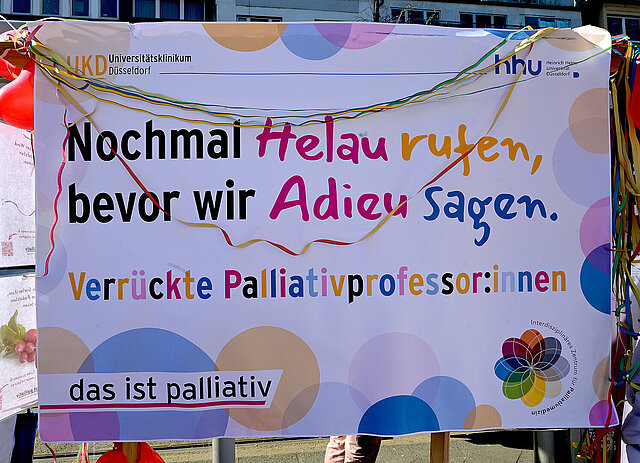 UKD Universitätsklinikum
Düsseldorf
hhu Heinrich Heine
Universität
Düsseldorf
Nochmal Helau rufen,
bevor wir Adieu sagen.
Verrückte Palliativprofessor:innen
das ist palliativ
Interdisziplinäres Zentrum für Palliativmedizin